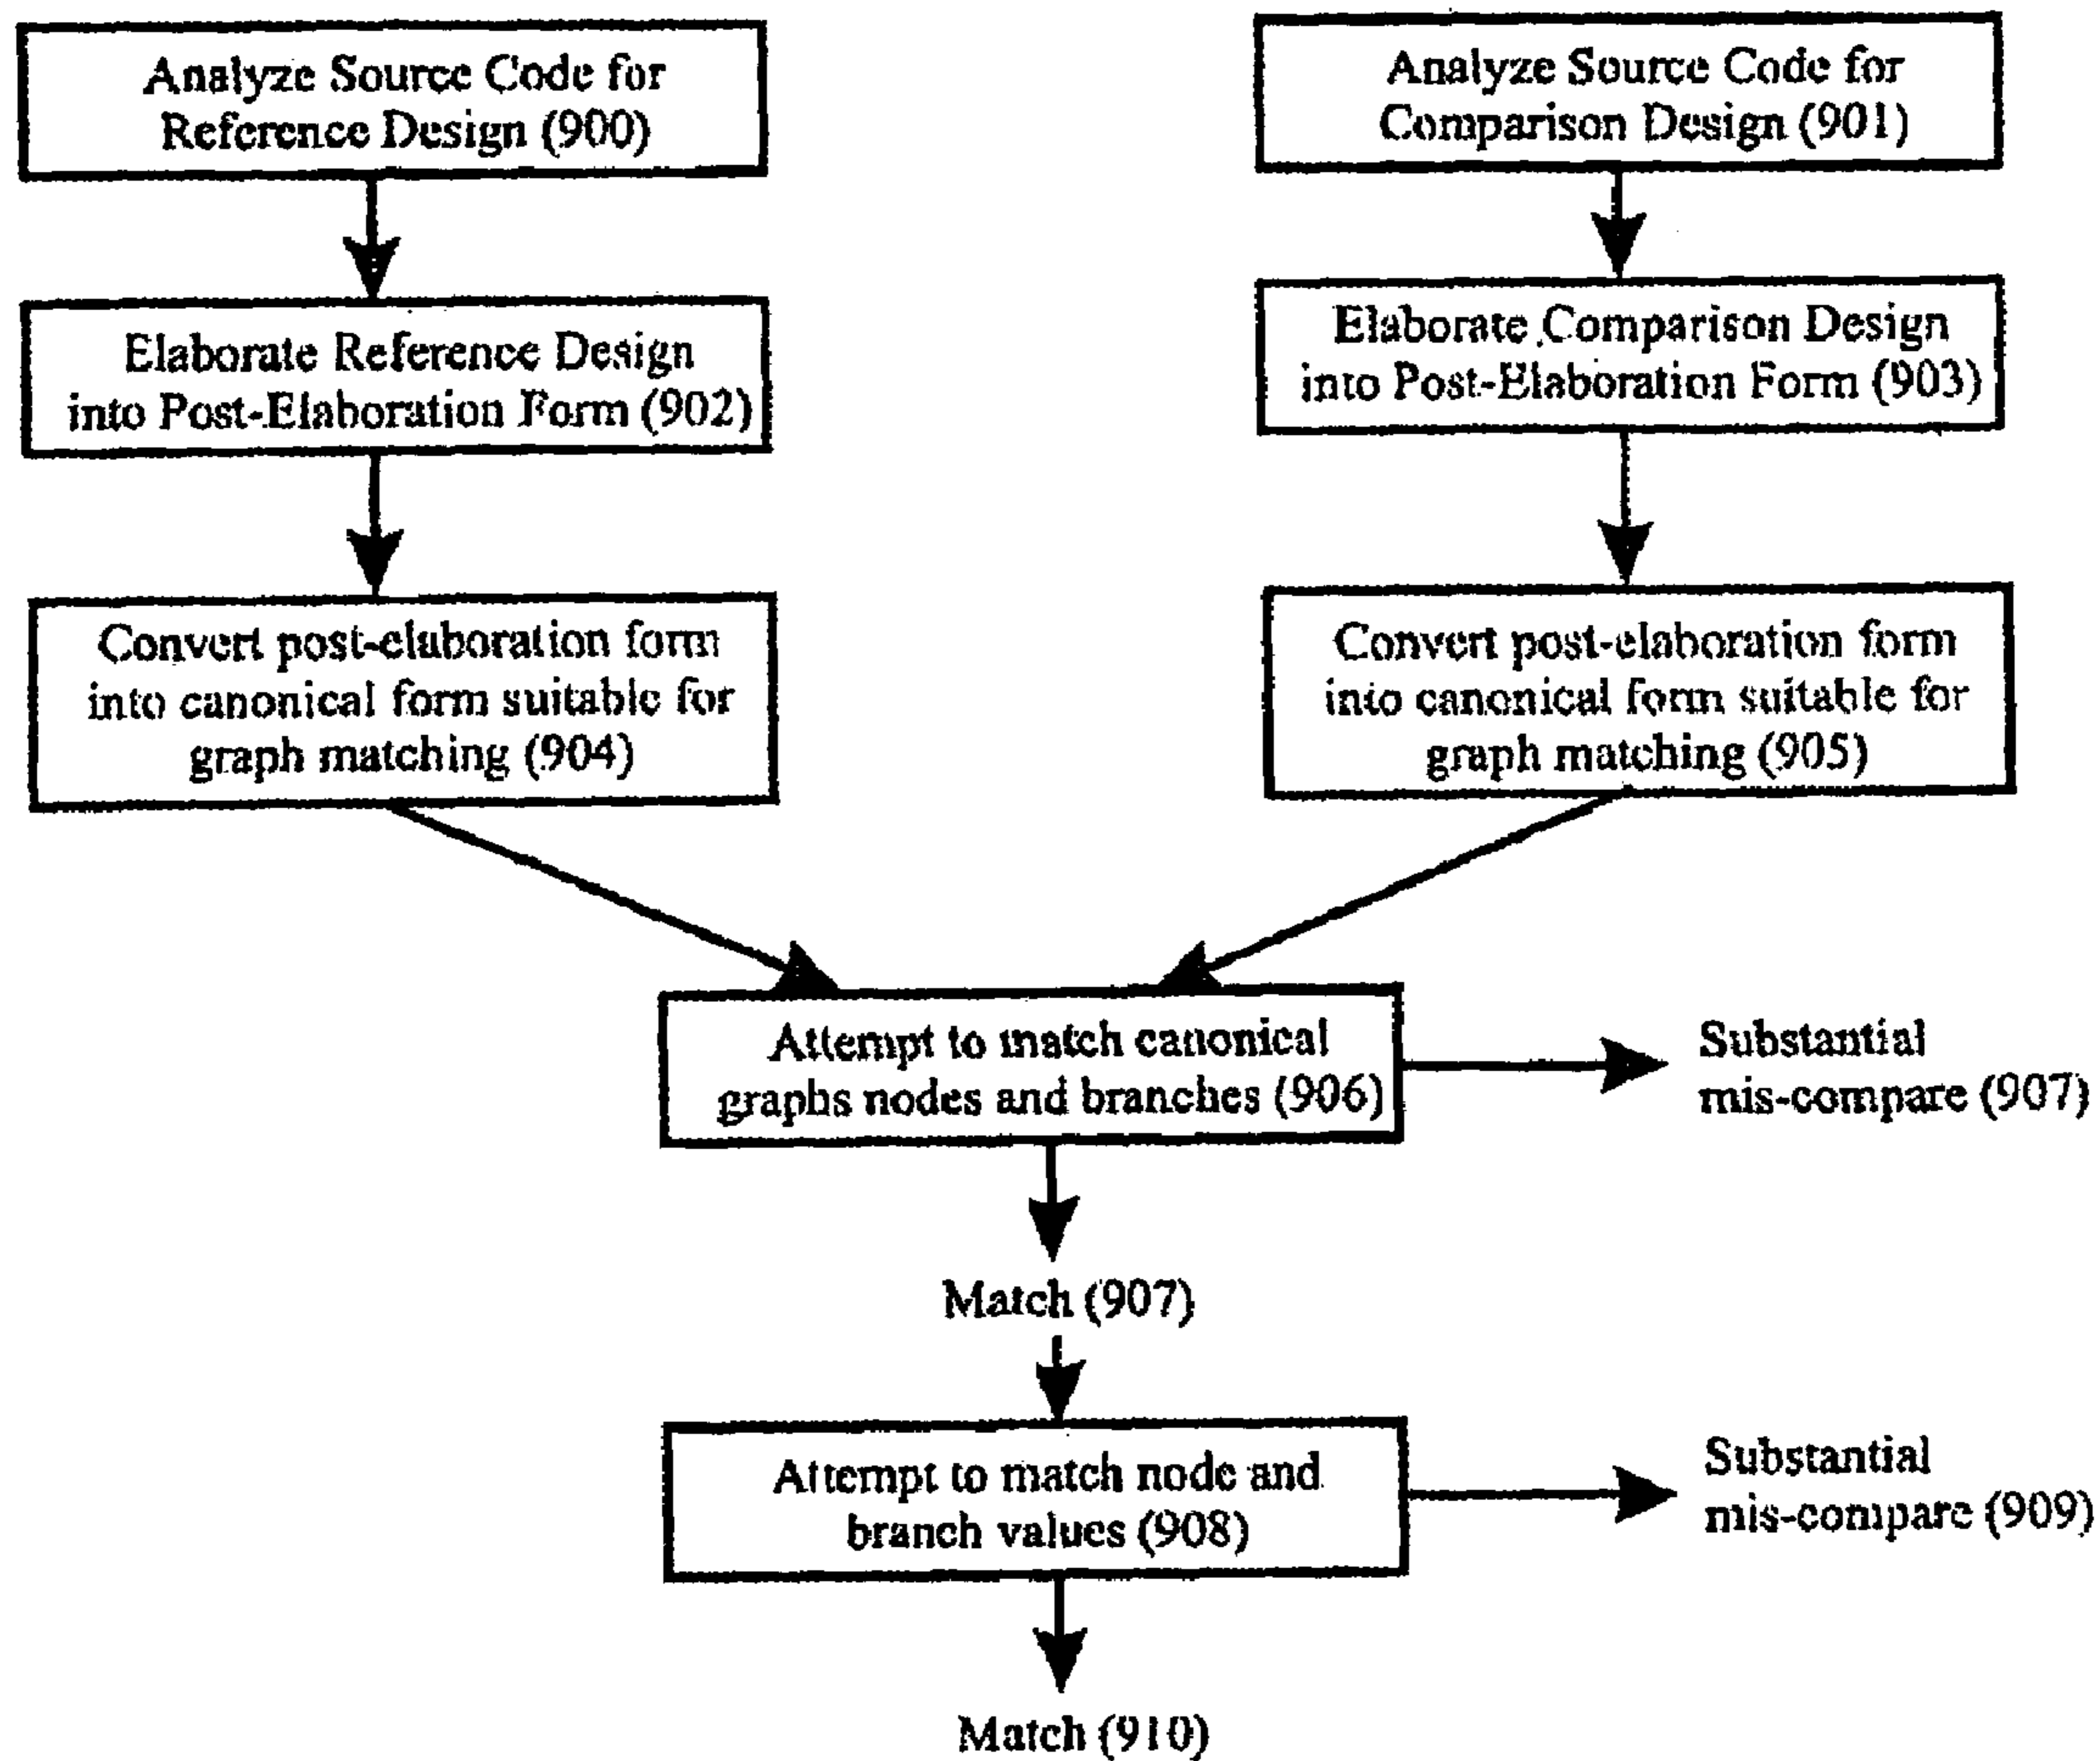 Analyze Source Code for
Reference Design (900)
Analyze Source Code for
Comparison Design (901)
Elaborate Reference Design
into Post-Elaboration Form (902)
Elaborate Comparison Design
into Post-Elaboration Form (903)
Convert post-elaboration form
into canonical form suitable for
graph matching (904)
Convert post-elaboration form
into canonical form suitable for
graph matching (905)
Attempt to match canonical
graphs nodes and branches (906)
Substantial
mis-compare (907)
Match (907)
Attempt to match node and
branch values (908)
Substantial
mis-compare (909)
Match (910)